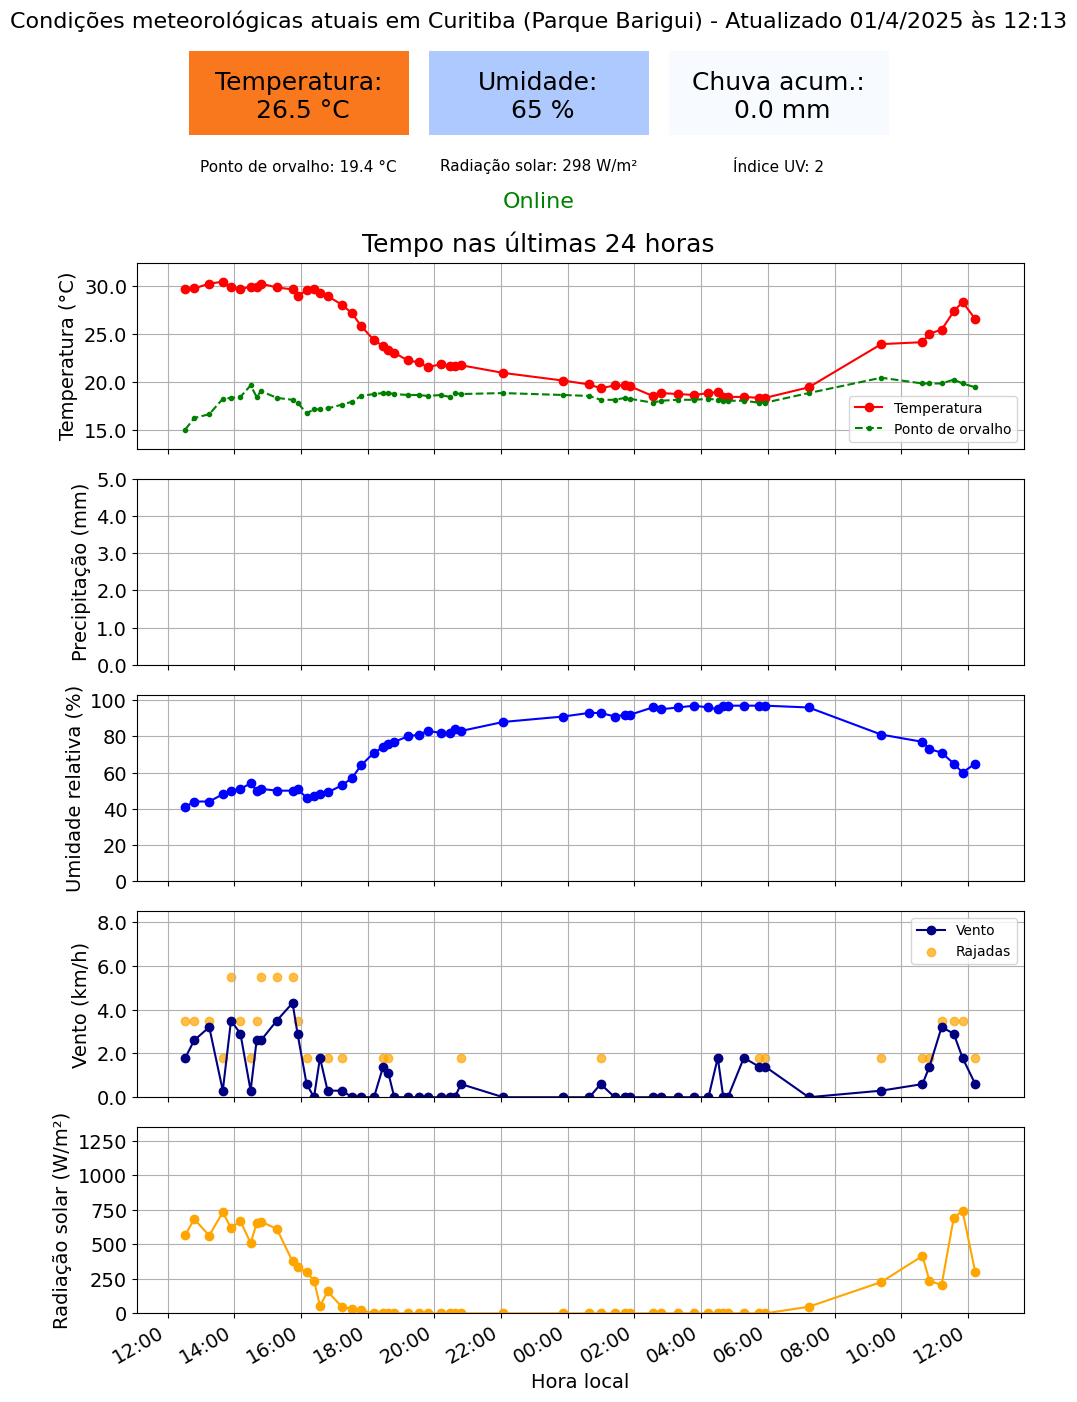 Condições meteorológicas atuais em Curitiba (Parque Barigui) - Atualizado 01/4/2025 às 12:13
Temperatura:
26.5 °C
Umidade:
65 %
Chuva acum.:
0.0 mm
Ponto de orvalho: 19.4 °C
Radiação solar: 298 W/m²
Índice UV: 2
Online
Tempo nas últimas 24 horas
Temperatura (°C)
30.0
25.0
20.0
15.0
Temperatura
Ponto de orvalho
Precipitação (mm)
5.0
4.0
3.0
2.0
1.0
0.0
Umidade relativa (%)
100
80
60
40
20
0
Vento (km/h)
8.0
6.0
4.0
2.0
0.0
Vento
Rajadas
Radiação solar (W/m²)
1250
1000
750
500
250
0
12:00
14:00
16:00
18:00
20:00
22:00
00:00
02:00
04:00
06:00
08:00
10:00
12:00
Hora local